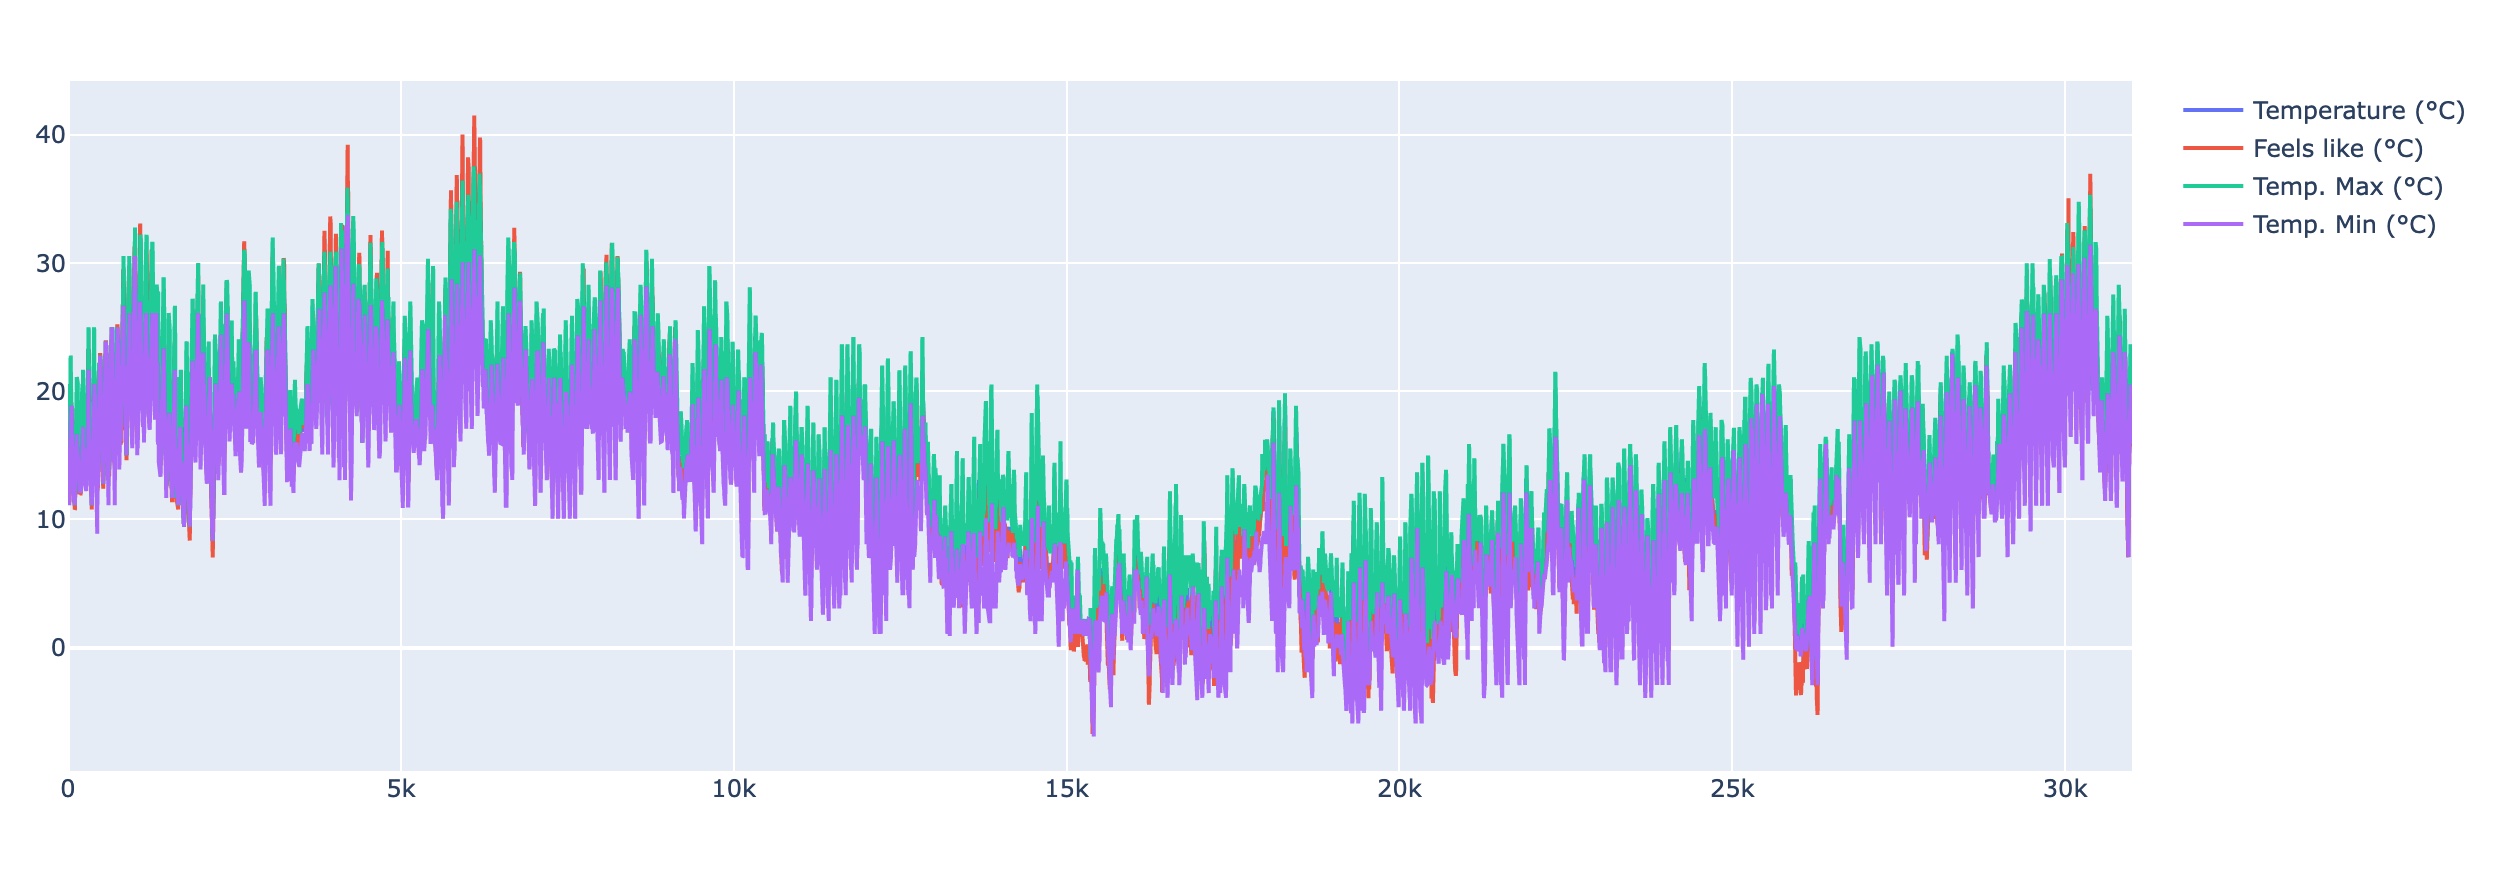 40
30
20
10
0
0 5k 10k 15k 20k 25k 30k
Temperature (°C)
Feels like (°C)
Temp. Max (°C)
Temp. Min (°C)